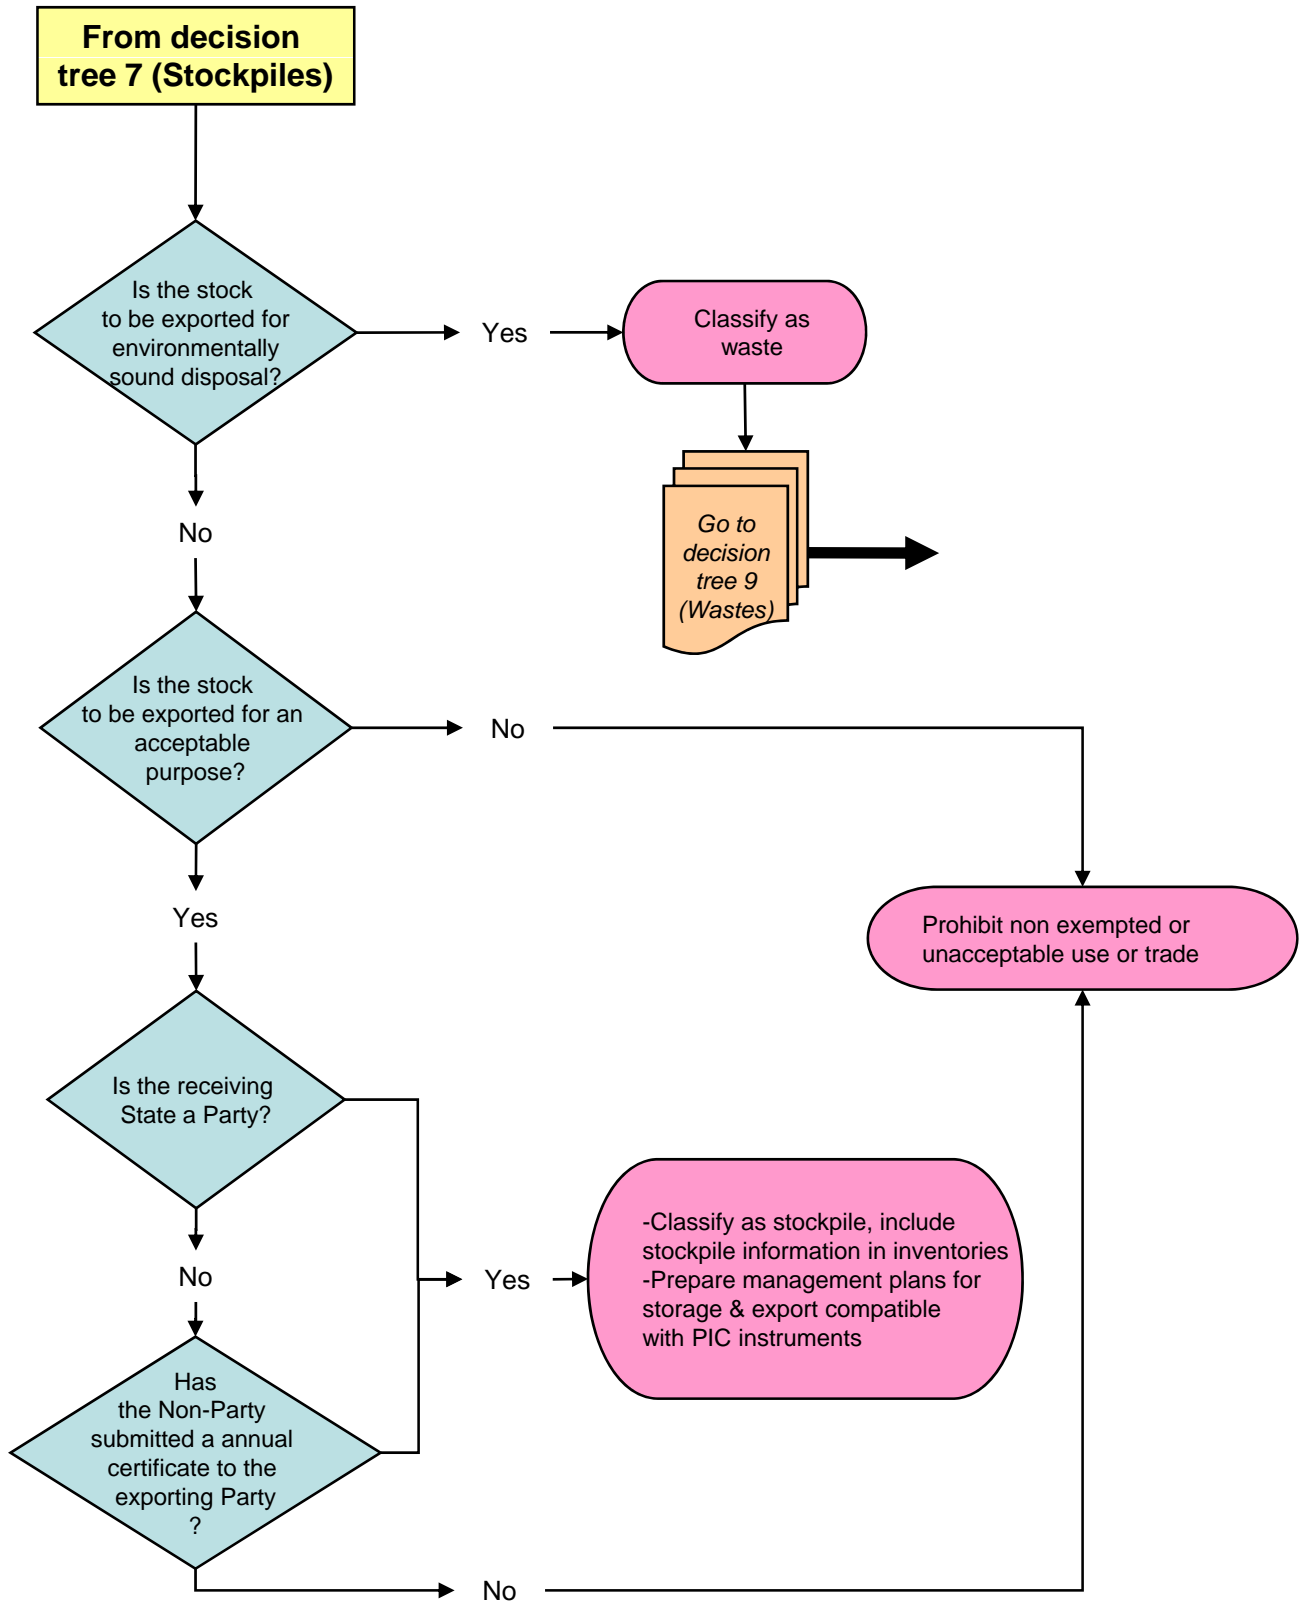 From decision
tree 7 (Stockpiles)
Is the stock
to be exported for
environmentally
sound disposal?
Yes
Classify as
waste
Go to
decision
tree 9
(Wastes)
No
Is the stock
to be exported for an
acceptable
purpose?
No
Yes
Prohibit non exempted or
unacceptable use or trade
Is the receiving
State a Party?
No
Yes
-Classify as stockpile, include
stockpile information in inventories
-Prepare management plans for
storage & export compatible
with PIC instruments
Has
the Non-Party
submitted a annual
certificate to the
exporting Party
?
No